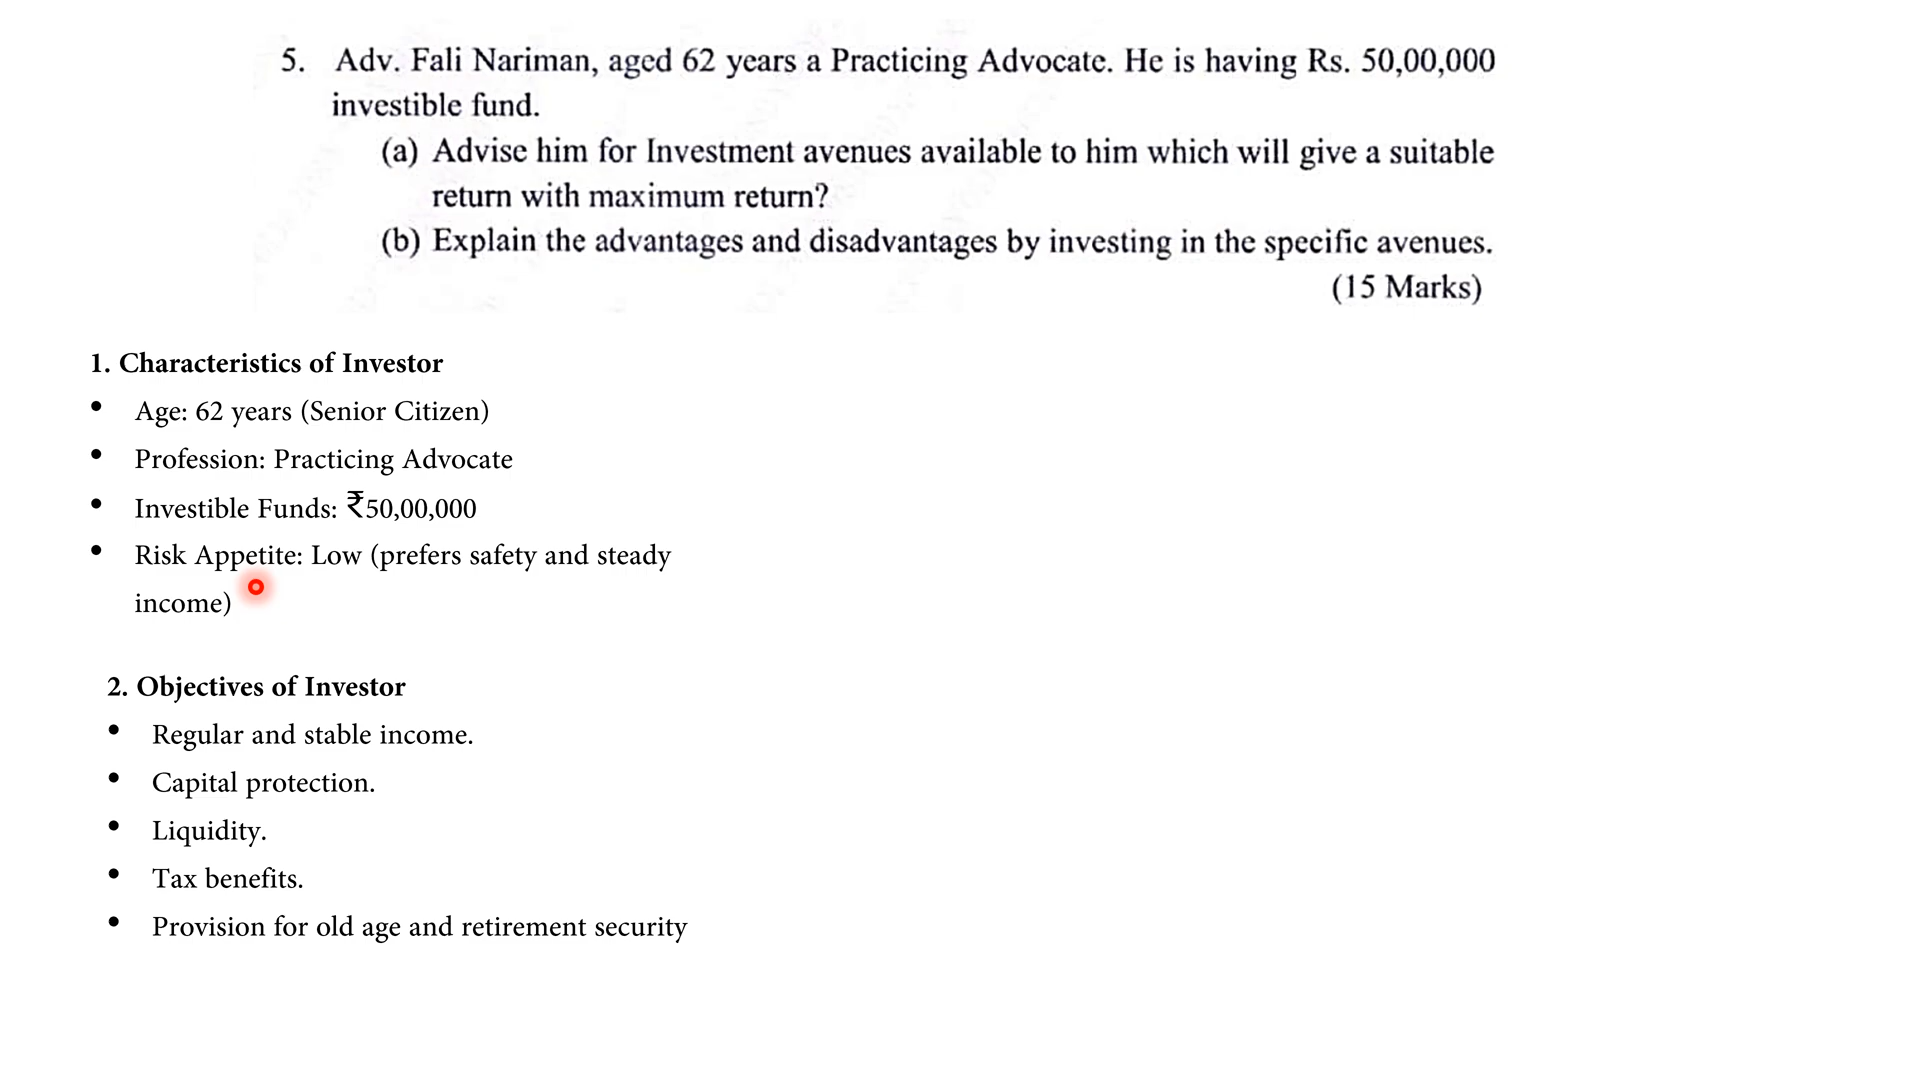 5. Adv. Fali Nariman, aged 62 years a Practicing Advocate. He is having Rs. 50,00,000
investible fund.
(a) Advise him for Investment avenues available to him which will give a suitable
return with maximum return?
(b) Explain the advantages and disadvantages by investing in the specific avenues.
(15 Marks)
1. Characteristics of Investor
• Age: 62 years (Senior Citizen)
• Profession: Practicing Advocate
• Investible Funds: ₹50,00,000
• Risk Appetite: Low (prefers safety and steady
income)
2. Objectives of Investor
• Regular and stable income.
• Capital protection.
• Liquidity.
• Tax benefits.
• Provision for old age and retirement security